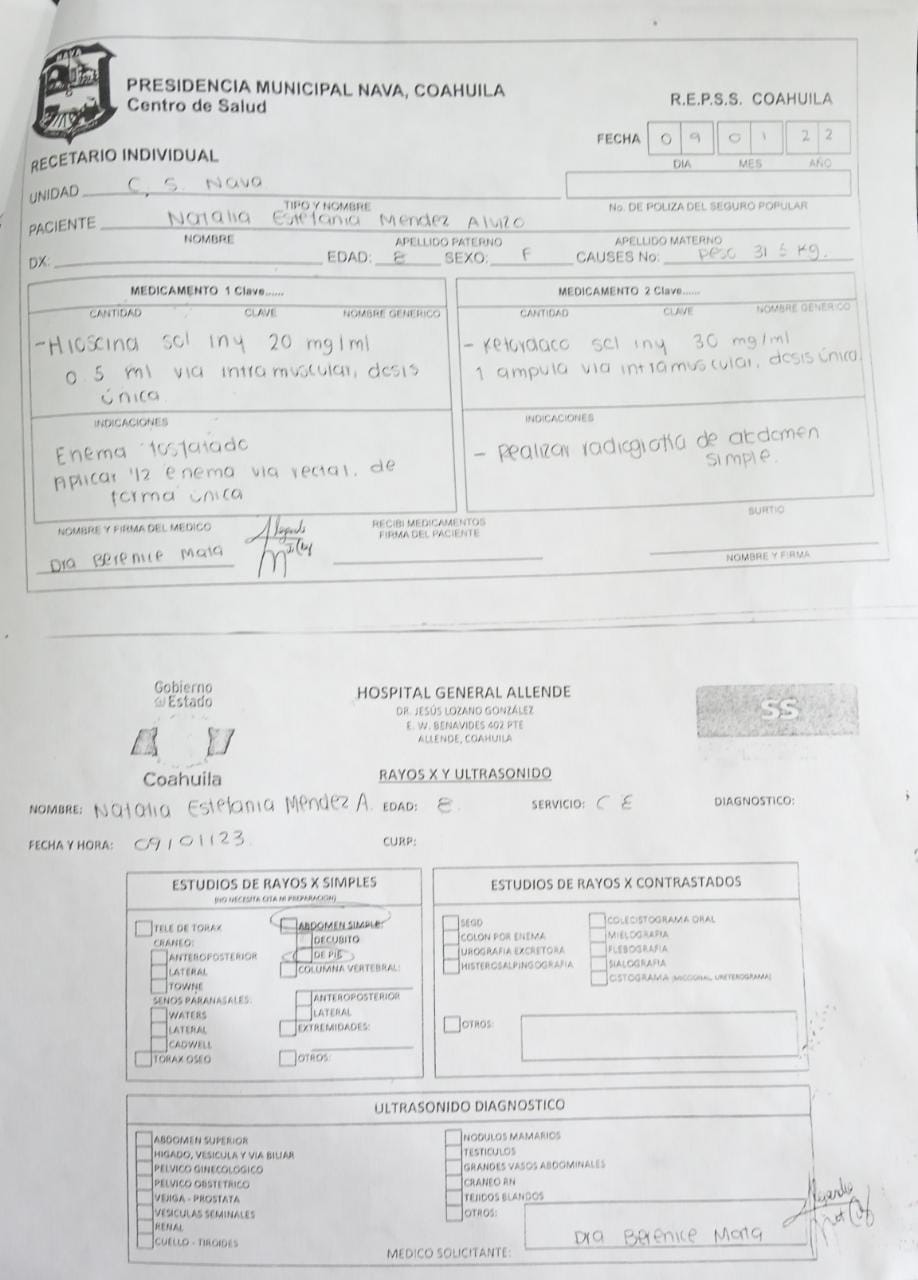 NAVA
PRESIDENCIA MUNICIPAL NAVA, COAHUILA
Centro de Salud
R.E.P.S.S. COAHUILA
FECHA 09 01 22
DIA MES AÑO
RECETARIO INDIVIDUAL
UNIDAD C. S. Nava
TIPO Y NOMBRE
No. DE POLIZA DEL SEGURO POPULAR
PACIENTE Natalia Estefania Mendez Alvizo
NOMBRE APELLIDO PATERNO APELLIDO MATERNO
DX: EDAD: 8 SEXO: F CAUSES No: peso 31 5 kg.
MEDICAMENTO 1 Clave...... MEDICAMENTO 2 Clave......
CANTIDAD CLAVE NOMBRE GENERICO CANTIDAD CLAVE NOMBRE GENERICO
- Hioscina sol iny 20 mg/ml
0.5 ml via intramuscular, dosis
única
- Ketordaco sol iny 30 mg/ml
1 ampula via intramuscular, dosis única
INDICACIONES
Enema fosfatado
Aplicar 1/2 enema via rectal, de
forma única
INDICACIONES
- Realizar radiografía de abdomen
simple.
NOMBRE Y FIRMA DEL MEDICO
Dra Berenice Mata
RECIBI MEDICAMENTOS
FIRMA DEL PACIENTE
SURTIO
NOMBRE Y FIRMA
Gobierno
Estado
Coahuila
HOSPITAL GENERAL ALLENDE
DR. JESÚS LOZANO GONZÁLEZ
E. W. BENAVIDES 402 PTE
ALLENDE, COAHUILA
SS
RAYOS X Y ULTRASONIDO
NOMBRE: Natalia Estefania Mendez A. EDAD: 8 SERVICIO: C E DIAGNOSTICO:
FECHA Y HORA: 09/01/23. CURP:
ESTUDIOS DE RAYOS X SIMPLES
(NO NECESITA CITA NI PREPARACION)
TELE DE TORAX
CRANEO:
ANTEROPOSTERIOR
LATERAL
TOWNE
SENOS PARANASALES:
WATERS
LATERAL
CADWELL
TORAX OSEO
ABDOMEN SIMPLE:
DECUBITO
DE PIE
COLUMNA VERTEBRAL:
ANTEROPOSTERIOR
LATERAL
EXTREMIDADES:
OTROS:
ESTUDIOS DE RAYOS X CONTRASTADOS
SEGD
COLON POR ENEMA
UROGRAFIA EXCRETORA
HISTEROSALPINGOGRAFIA
COLECISTOGRAMA ORAL
MIELOGRAFIA
FLEBOGRAFIA
SIALOGRAFIA
CISTOGRAMA (MICCIONAL, URETEROGRAMA)
OTROS:
ULTRASONIDO DIAGNOSTICO
ABDOMEN SUPERIOR
HIGADO, VESICULA Y VIA BILIAR
PELVICO GINECOLOGICO
PELVICO OBSTETRICO
VEJIGA - PROSTATA
VESICULAS SEMINALES
RENAL
CUELLO - TIROIDES
NODULOS MAMARIOS
TESTICULOS
GRANDES VASOS ABDOMINALES
CRANEO RN
TEJIDOS BLANDOS
OTROS:
MEDICO SOLICITANTE: Dra Berenice Mata